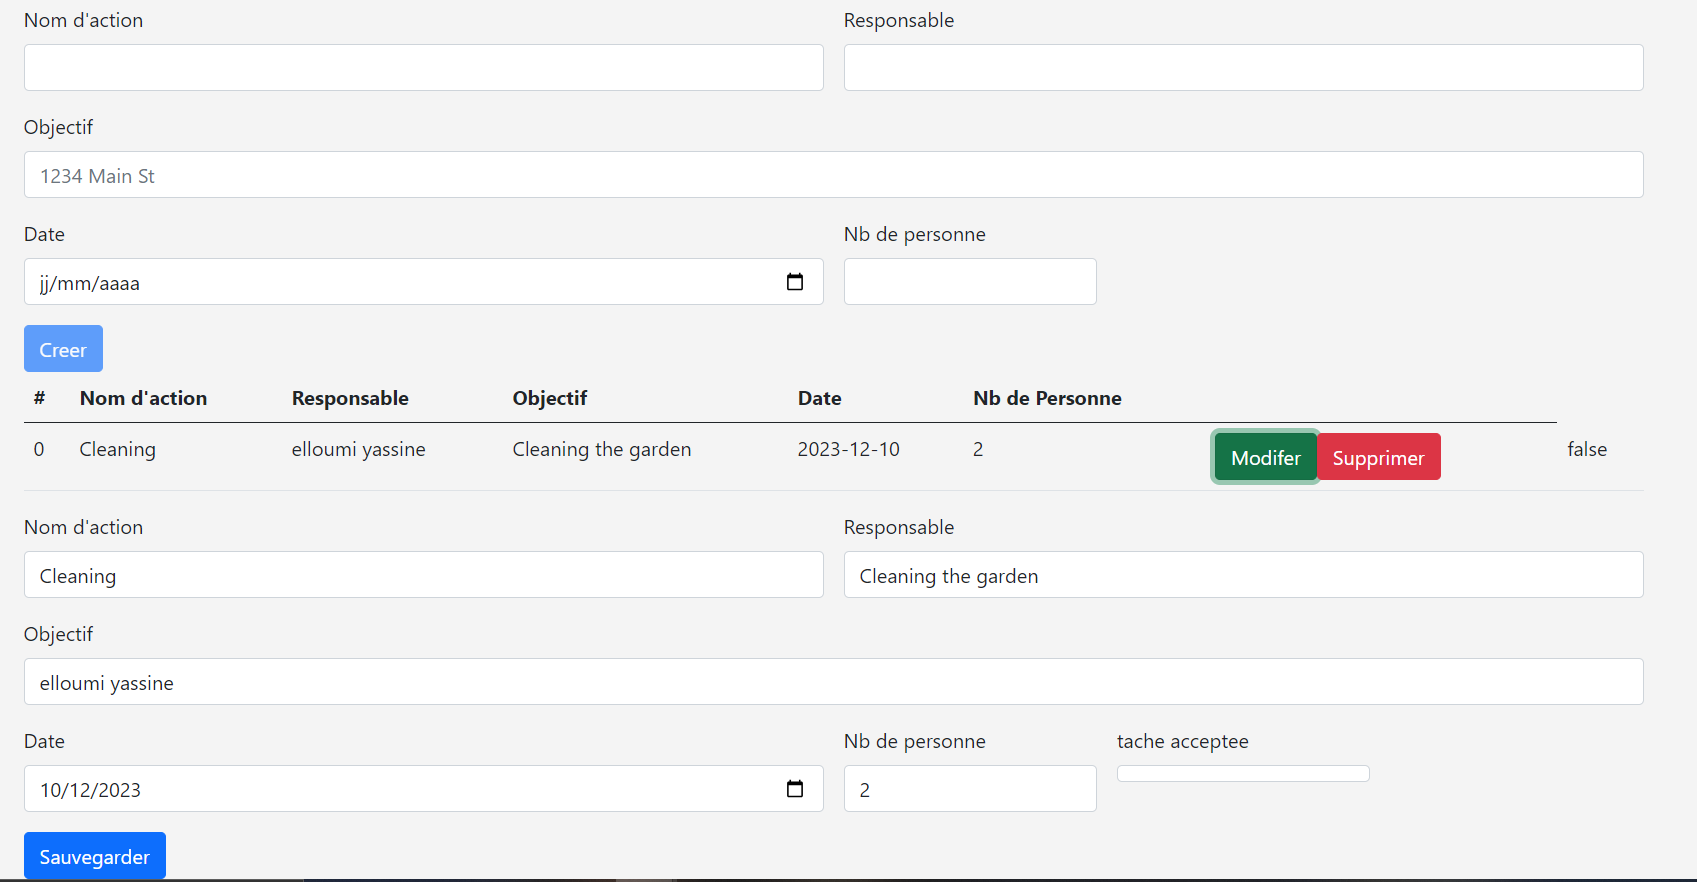 Nom d'action Responsable
Objectif
1234 Main St
Date Nb de personne
jj/mm/aaaa
Creer
# Nom d'action Responsable Objectif Date Nb de Personne
0 Cleaning elloumi yassine Cleaning the garden 2023-12-10 2 Modifer Supprimer false
Nom d'action Responsable
Cleaning Cleaning the garden
Objectif
elloumi yassine
Date Nb de personne tache acceptee
10/12/2023 2
Sauvegarder